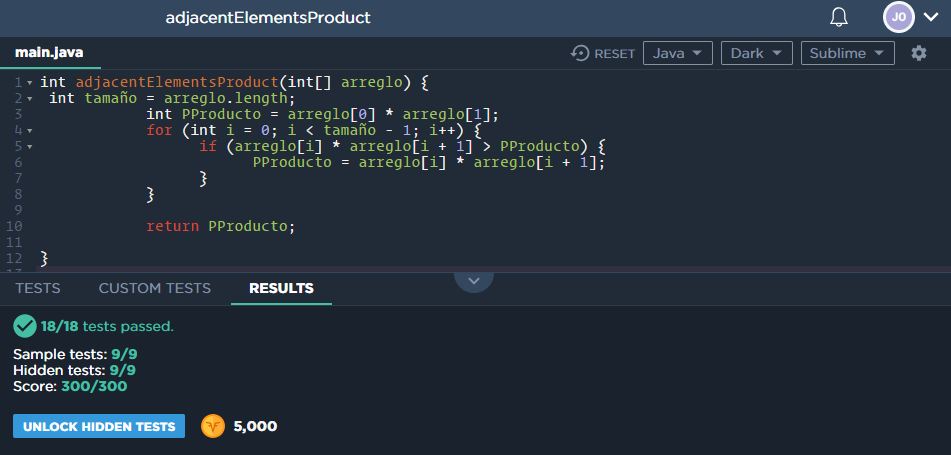 adjacentElementsProduct
JO
main.java
RESET Java Dark Sublime
1 int adjacentElementsProduct(int[] arreglo) {
2 int tamaño = arreglo.length;
3 int PProducto = arreglo[0] * arreglo[1];
4 for (int i = 0; i < tamaño - 1; i++) {
5 if (arreglo[i] * arreglo[i + 1] > PProducto) {
6 PProducto = arreglo[i] * arreglo[i + 1];
7 }
8 }
9
10 return PProducto;
11
12 }
TESTS CUSTOM TESTS RESULTS
18/18 tests passed.
Sample tests: 9/9
Hidden tests: 9/9
Score: 300/300
UNLOCK HIDDEN TESTS 5,000